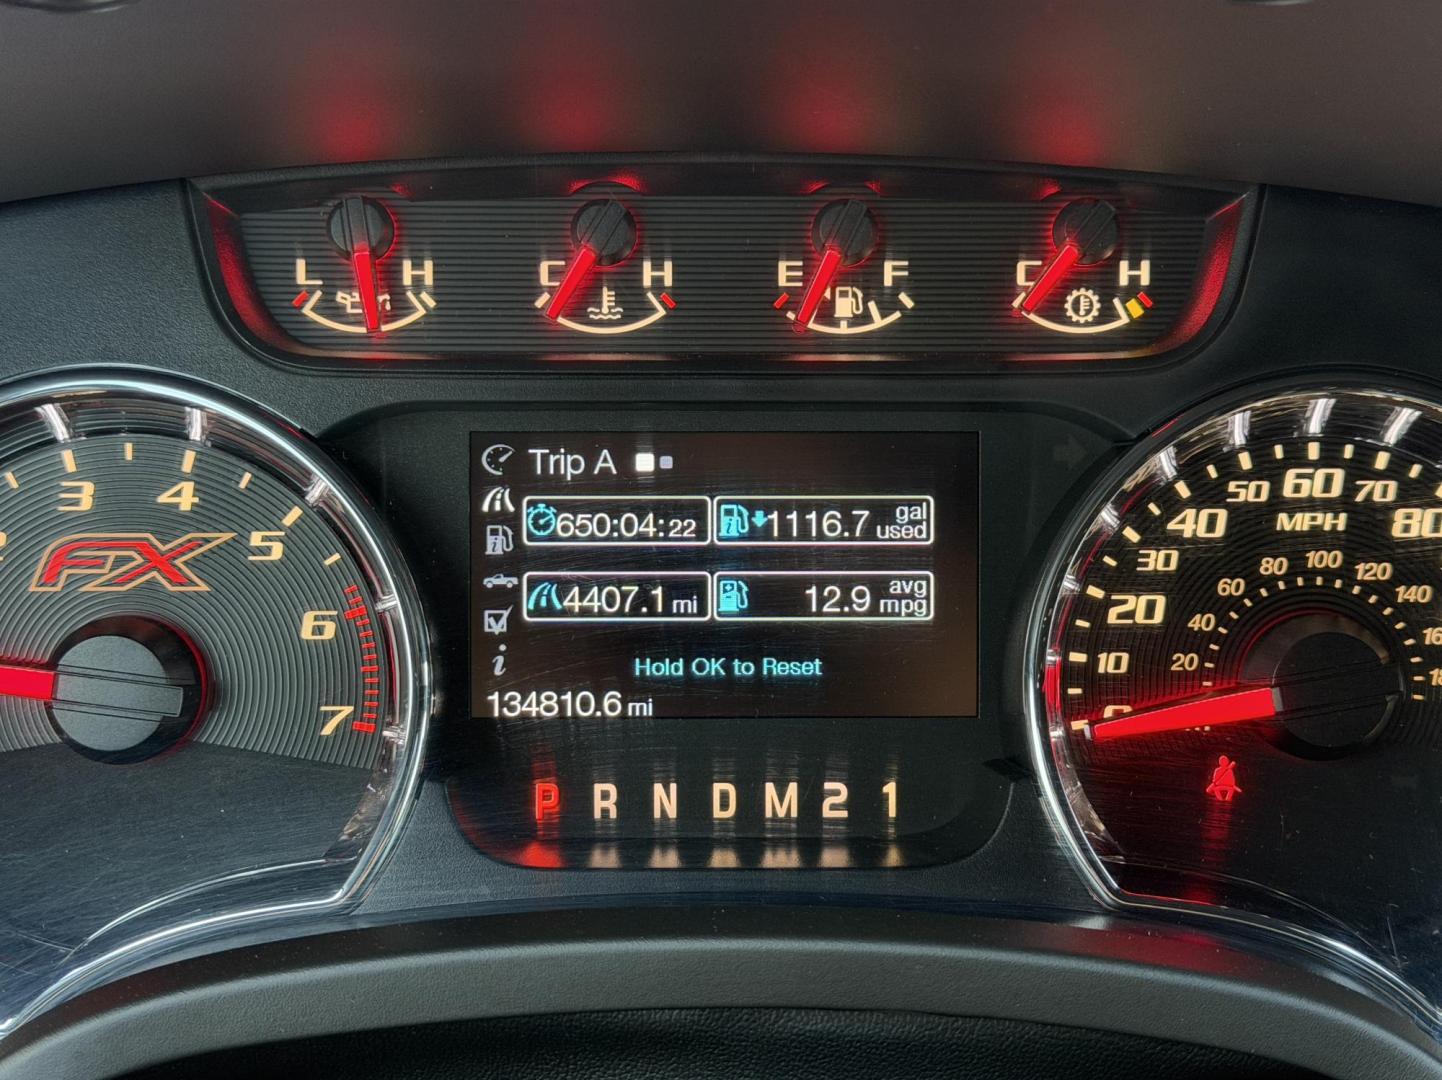 L H
C H
E F
C H
2 3 4 5 6 7
FX
Trip A
650:04:22
1116.7 gal used
4407.1 mi
12.9 avg mpg
Hold OK to Reset
134810.6 mi
P R N D M 2 1
10 20 30 40 50 60 70 80
MPH
20 40 60 80 100 120 140